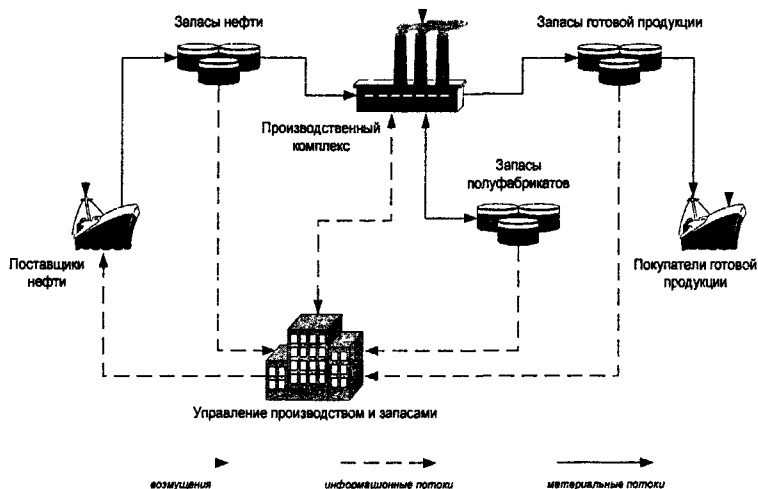 Запасы нефти
Запасы готовой продукции
Производственный
комплекс
Запасы
полуфабрикатов
Поставщики
нефти
Покупатели готовой
продукции
Управление производством и запасами
возмущения
информационные потоки
материальные потоки